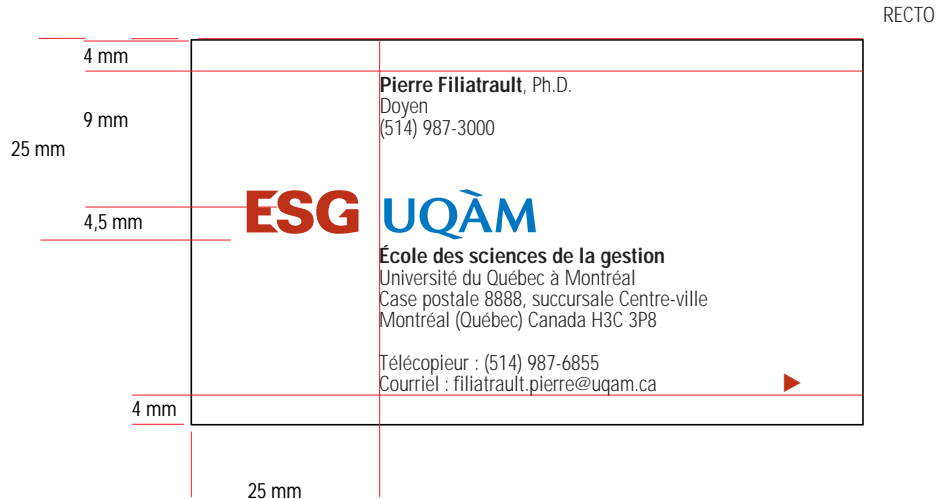 RECTO
4 mm
Pierre Filiatrault, Ph.D.
Doyen
9 mm
(514) 987-3000
25 mm
ESG UQÀM
4,5 mm
École des sciences de la gestion
Université du Québec à Montréal
Case postale 8888, succursale Centre-ville
Montréal (Québec) Canada H3C 3P8
Télécopieur : (514) 987-6855
Courriel : filiatrault.pierre@uqam.ca
4 mm
25 mm